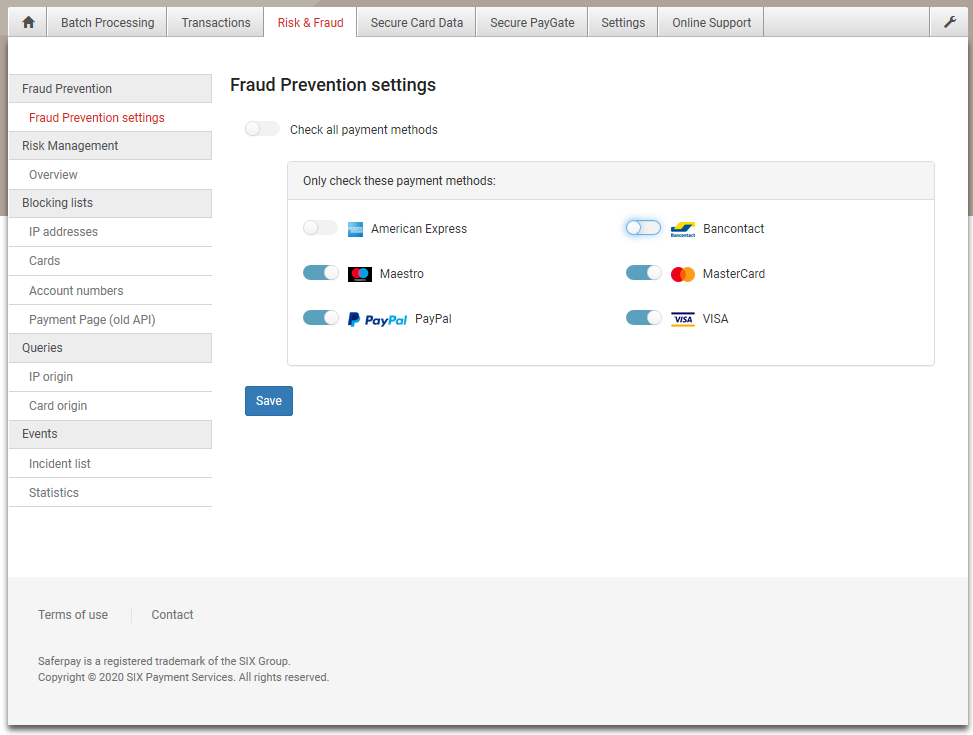 Batch Processing Transactions Risk & Fraud Secure Card Data Secure PayGate Settings Online Support
Fraud Prevention
Fraud Prevention settings
Risk Management
Overview
Blocking lists
IP addresses
Cards
Account numbers
Payment Page (old API)
Queries
IP origin
Card origin
Events
Incident list
Statistics
Fraud Prevention settings
Check all payment methods
Only check these payment methods:
American Express
Bancontact Bancontact
Maestro
MasterCard
PayPal PayPal
VISA VISA
Save
Terms of use Contact
Saferpay is a registered trademark of the SIX Group.
Copyright © 2020 SIX Payment Services. All rights reserved.